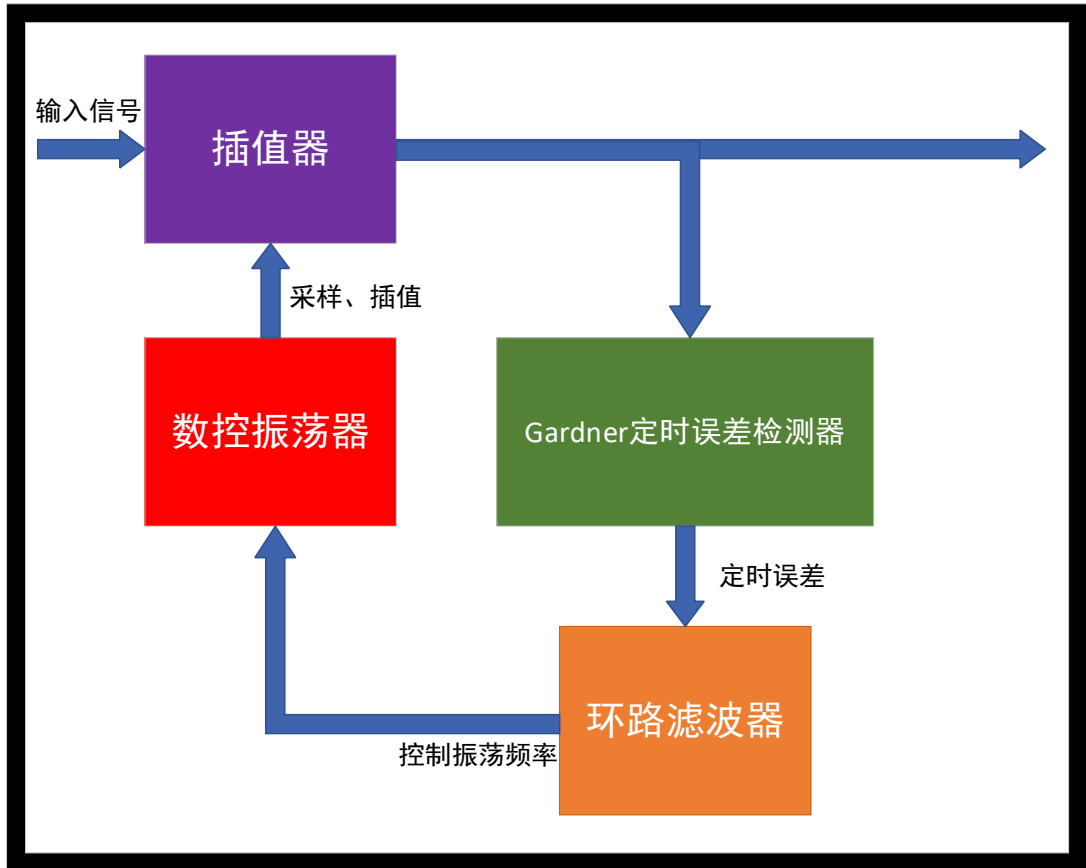 输入信号
插值器
采样、插值
数控振荡器
Gardner定时误差检测器
定时误差
环路滤波器
控制振荡频率